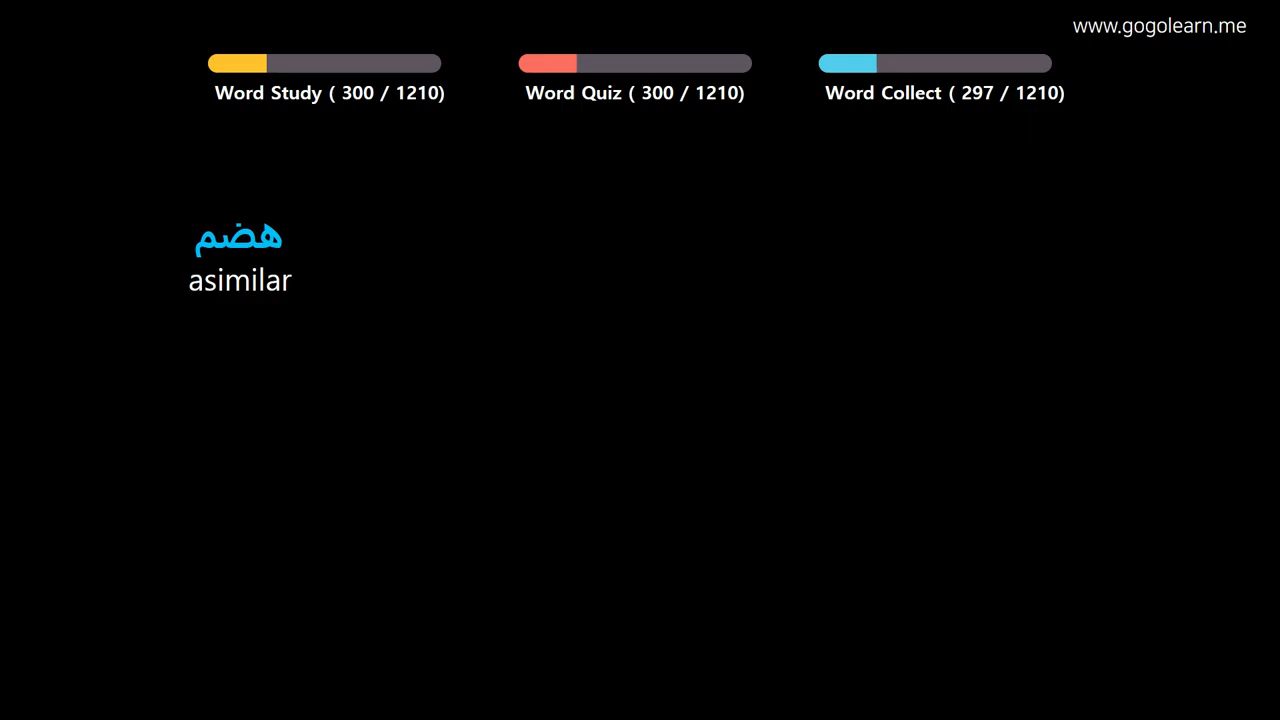 www.gogolearn.me
Word Study ( 300 / 1210)
Word Quiz ( 300 / 1210)
Word Collect ( 297 / 1210)
هضم
asimilar